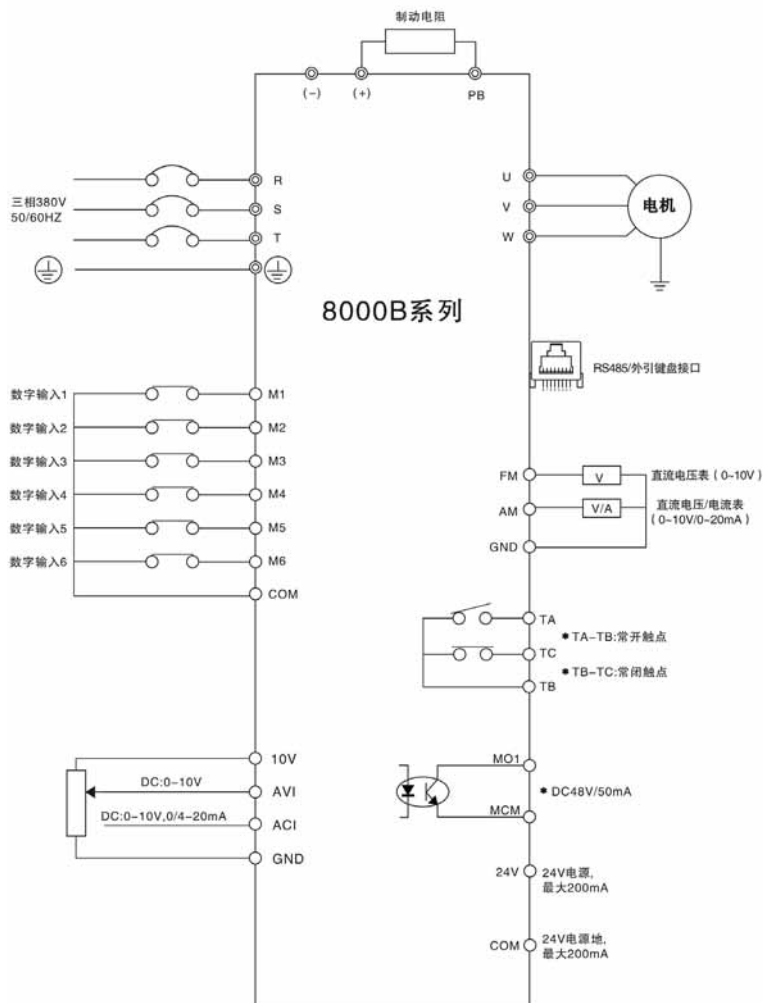 制动电阻
(-)
(+)
PB
三相380V
50/60HZ
R
S
T
U
V
W
电机
8000B系列
RS485/外引键盘接口
数字输入1
M1
数字输入2
M2
数字输入3
M3
数字输入4
M4
数字输入5
M5
数字输入6
M6
COM
FM
V
直流电压表（0~10V）
AM
V/A
直流电压/电流表
（0~10V/0~20mA）
GND
TA
* TA-TB:常开触点
TC
* TB-TC:常闭触点
TB
10V
DC:0-10V
AVI
DC:0-10V,0/4-20mA
ACI
GND
MO1
* DC48V/50mA
MCM
24V
24V电源,
最大200mA
COM
24V电源地,
最大200mA